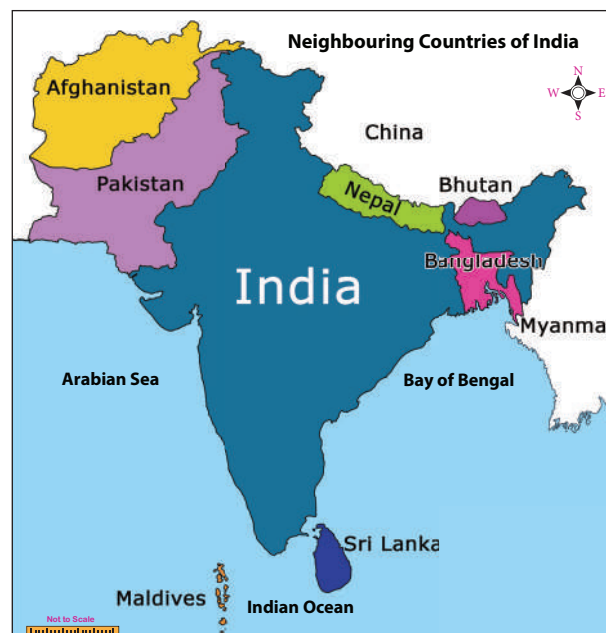 Neighbouring Countries of India
N
W E
S
Afghanistan
China
Pakistan
Nepal
Bhutan
Bangladesh
India
Myanma
Arabian Sea
Bay of Bengal
Sri Lanka
Maldives
Indian Ocean
Not to Scale